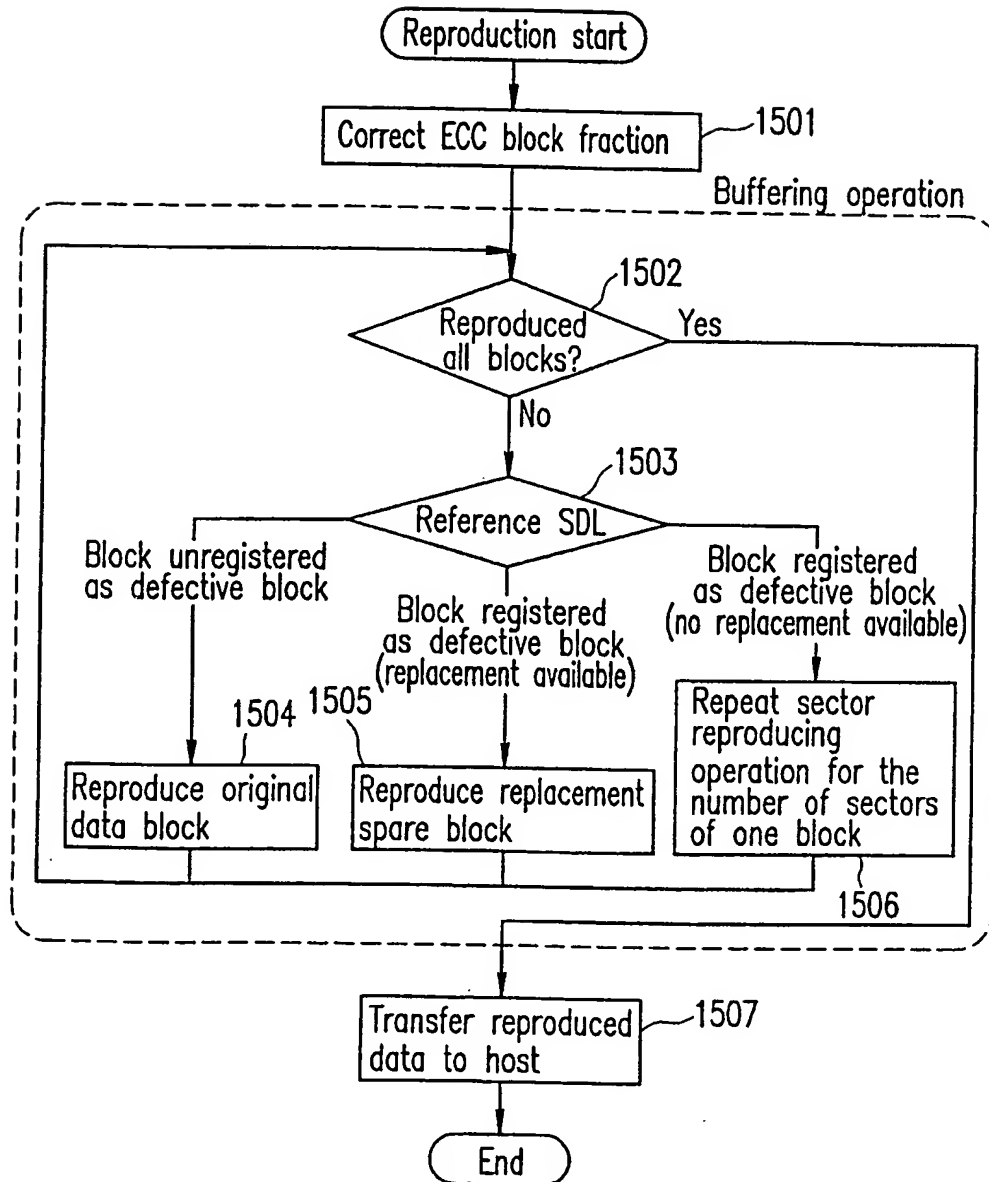 Reproduction start
Correct ECC block fraction
1501
Buffering operation
1502
Reproduced
all blocks?
Yes
No
1503
Reference SDL
Block unregistered
as defective block
Block registered
as defective block
(replacement available)
Block registered
as defective block
(no replacement available)
1504
Reproduce original
data block
1505
Reproduce replacement
spare block
Repeat sector
reproducing
operation for the
number of sectors
of one block
1506
Transfer reproduced
data to host
1507
End